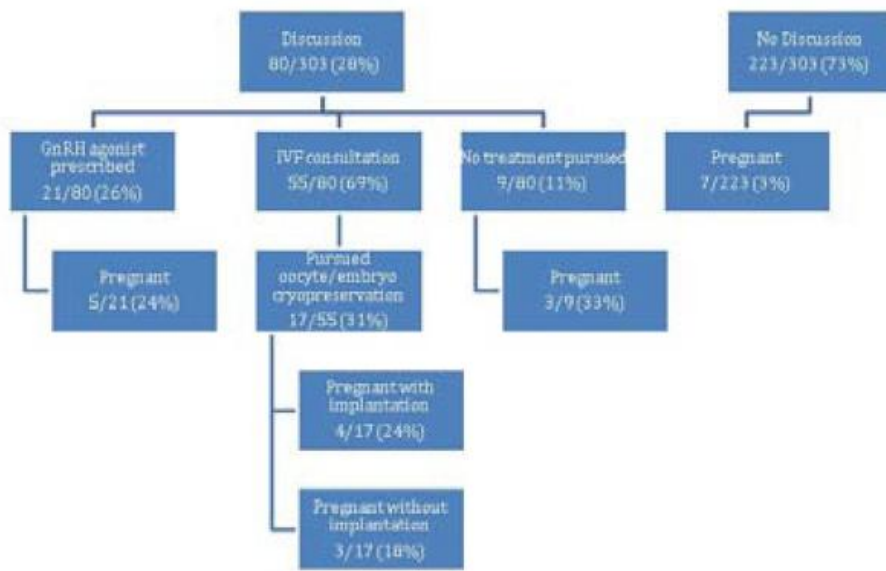 Discussion
80/303 (28%)
No Discussion
223/303 (73%)
GnRH agonist
prescribed
21/80 (26%)
IVF consultation
55/80 (69%)
No treatment pursued
9/80 (11%)
Pregnant
7/223 (3%)
Pregnant
5/21 (24%)
Pursued
oocyte/embryo
cryopreservation
17/55 (31%)
Pregnant
3/9 (33%)
Pregnant with
implantation
4/17 (24%)
Pregnant without
implantation
3/17 (18%)